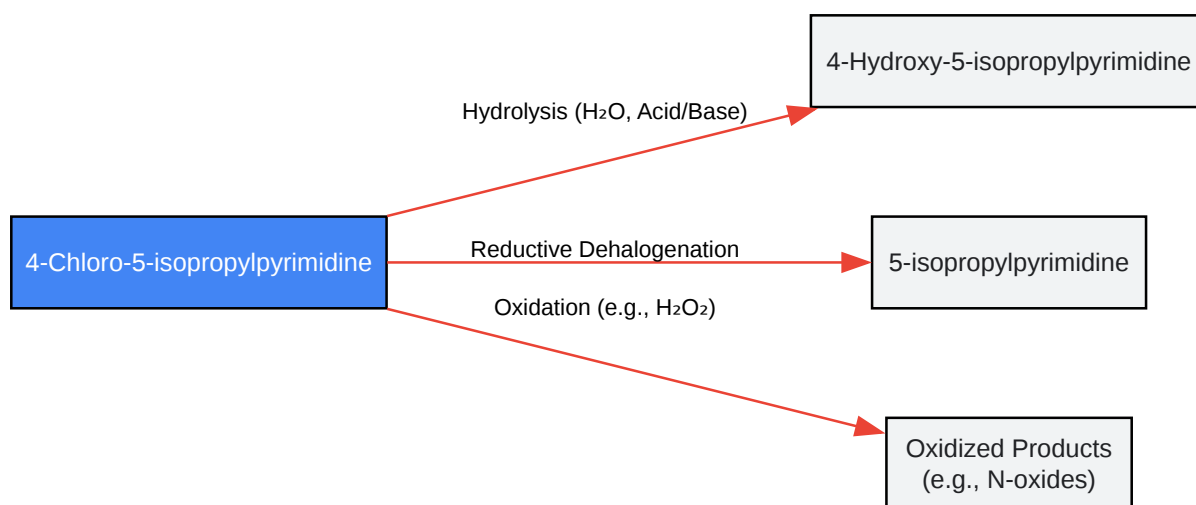 4-Hydroxy-5-isopropylpyrimidine
Hydrolysis (H₂O, Acid/Base)
4-Chloro-5-isopropylpyrimidine
Reductive Dehalogenation
5-isopropylpyrimidine
Oxidation (e.g., H₂O₂)
Oxidized Products
(e.g., N-oxides)